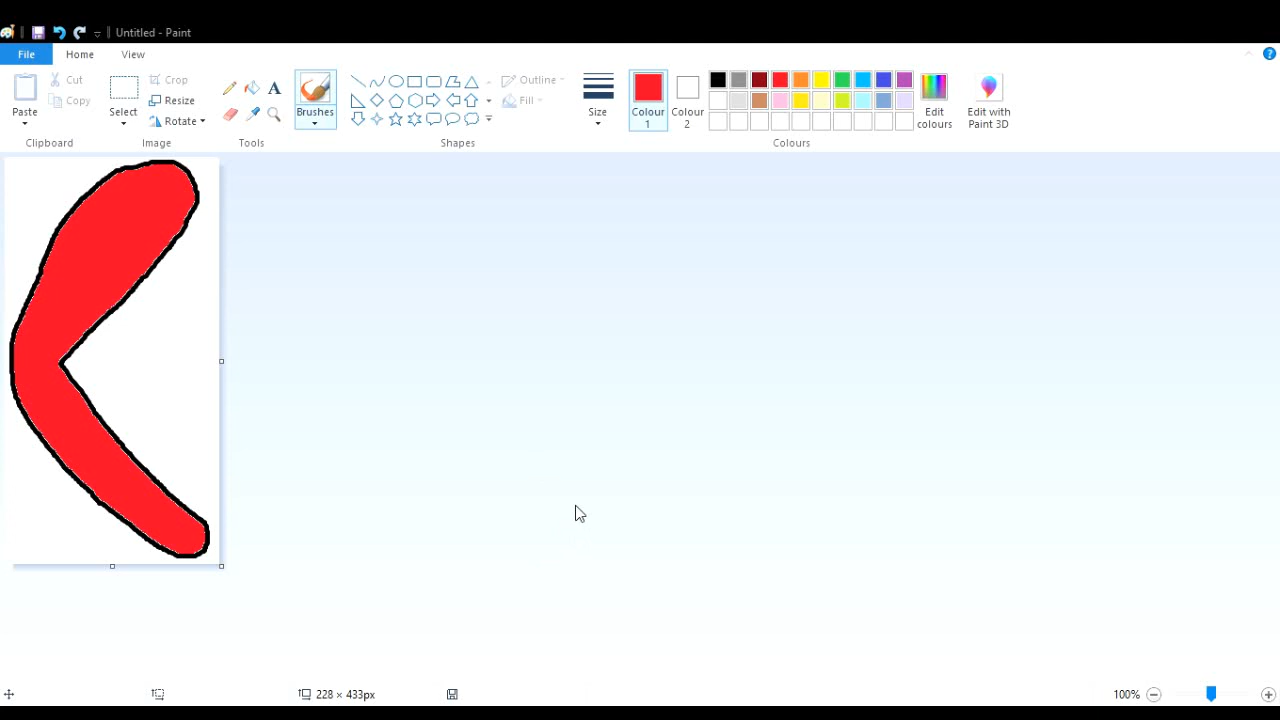 Untitled - Paint
File Home View
Paste
Cut
Copy
Clipboard
Select
Crop
Resize
Rotate
Image
A
Tools
Brushes
Shapes
Outline
Fill
Size
Colour 1
Colour 2
Colours
Edit colours
Edit with Paint 3D
228 × 433px
100%